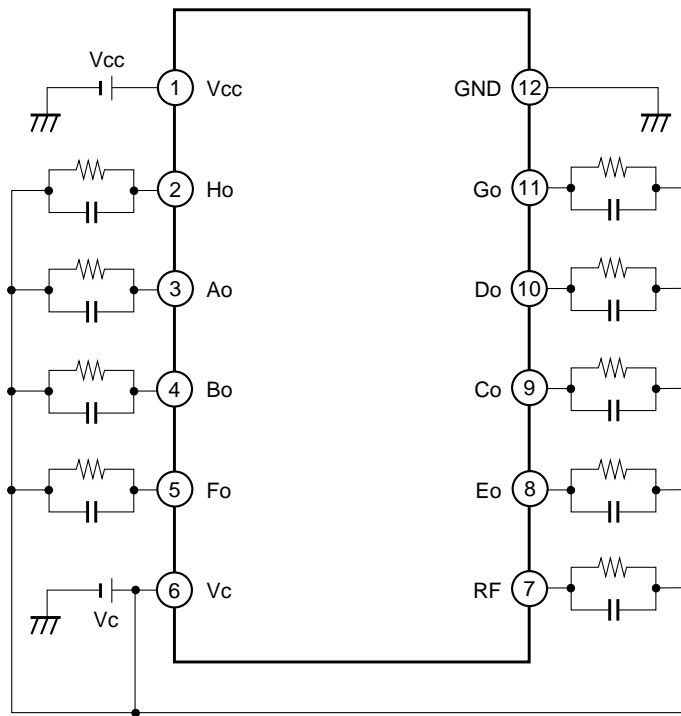 Vcc
1 Vcc GND 12
2 Ho Go 11
3 Ao Do 10
4 Bo Co 9
5 Fo Eo 8
6 Vc RF 7
Vc